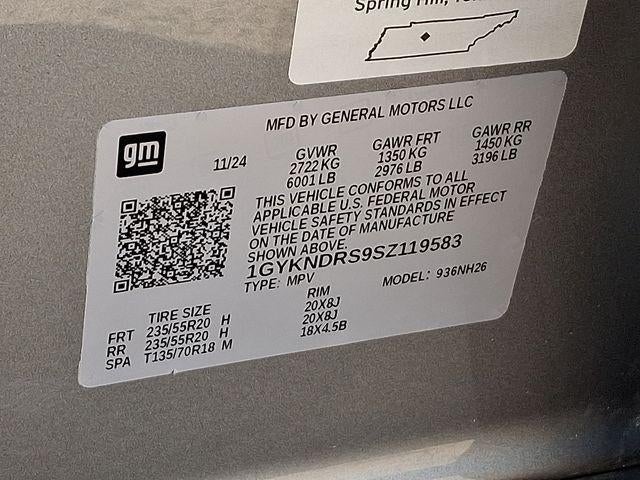 Spring Hill,
MFD BY GENERAL MOTORS LLC
gm
11/24
GVWR GAWR FRT GAWR RR
2722 KG 1350 KG 1450 KG
6001 LB 2976 LB 3196 LB
THIS VEHICLE CONFORMS TO ALL
APPLICABLE U.S. FEDERAL MOTOR
VEHICLE SAFETY STANDARDS IN EFFECT
ON THE DATE OF MANUFACTURE
SHOWN ABOVE.
1GYKNDRS9SZ119583
TYPE: MPV MODEL: 936NH26
TIRE SIZE RIM
FRT 235/55R20 H 20X8J
RR 235/55R20 H 20X8J
SPA T135/70R18 M 18X4.5B